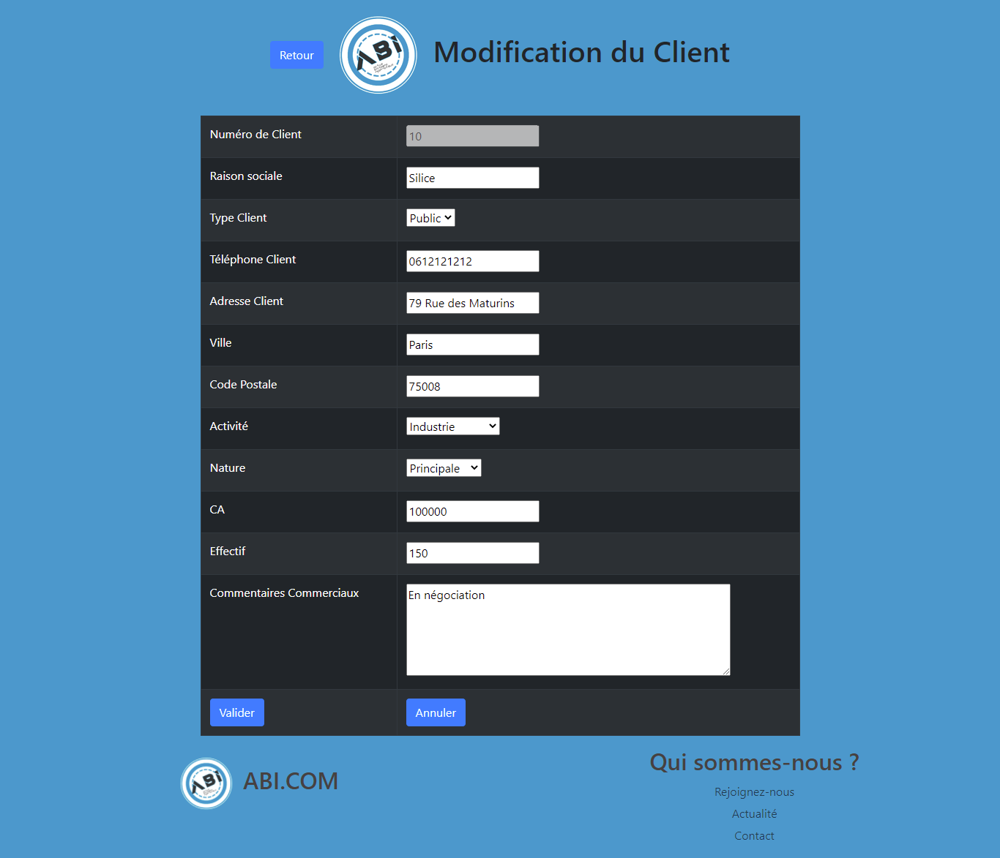 Retour
ABI
Modification du Client
Numéro de Client
10
Raison sociale
Silice
Type Client
Public
Téléphone Client
0612121212
Adresse Client
79 Rue des Maturins
Ville
Paris
Code Postale
75008
Activité
Industrie
Nature
Principale
CA
100000
Effectif
150
Commentaires Commerciaux
En négociation
Valider
Annuler
ABI
ABI.COM
Qui sommes-nous ?
Rejoignez-nous
Actualité
Contact